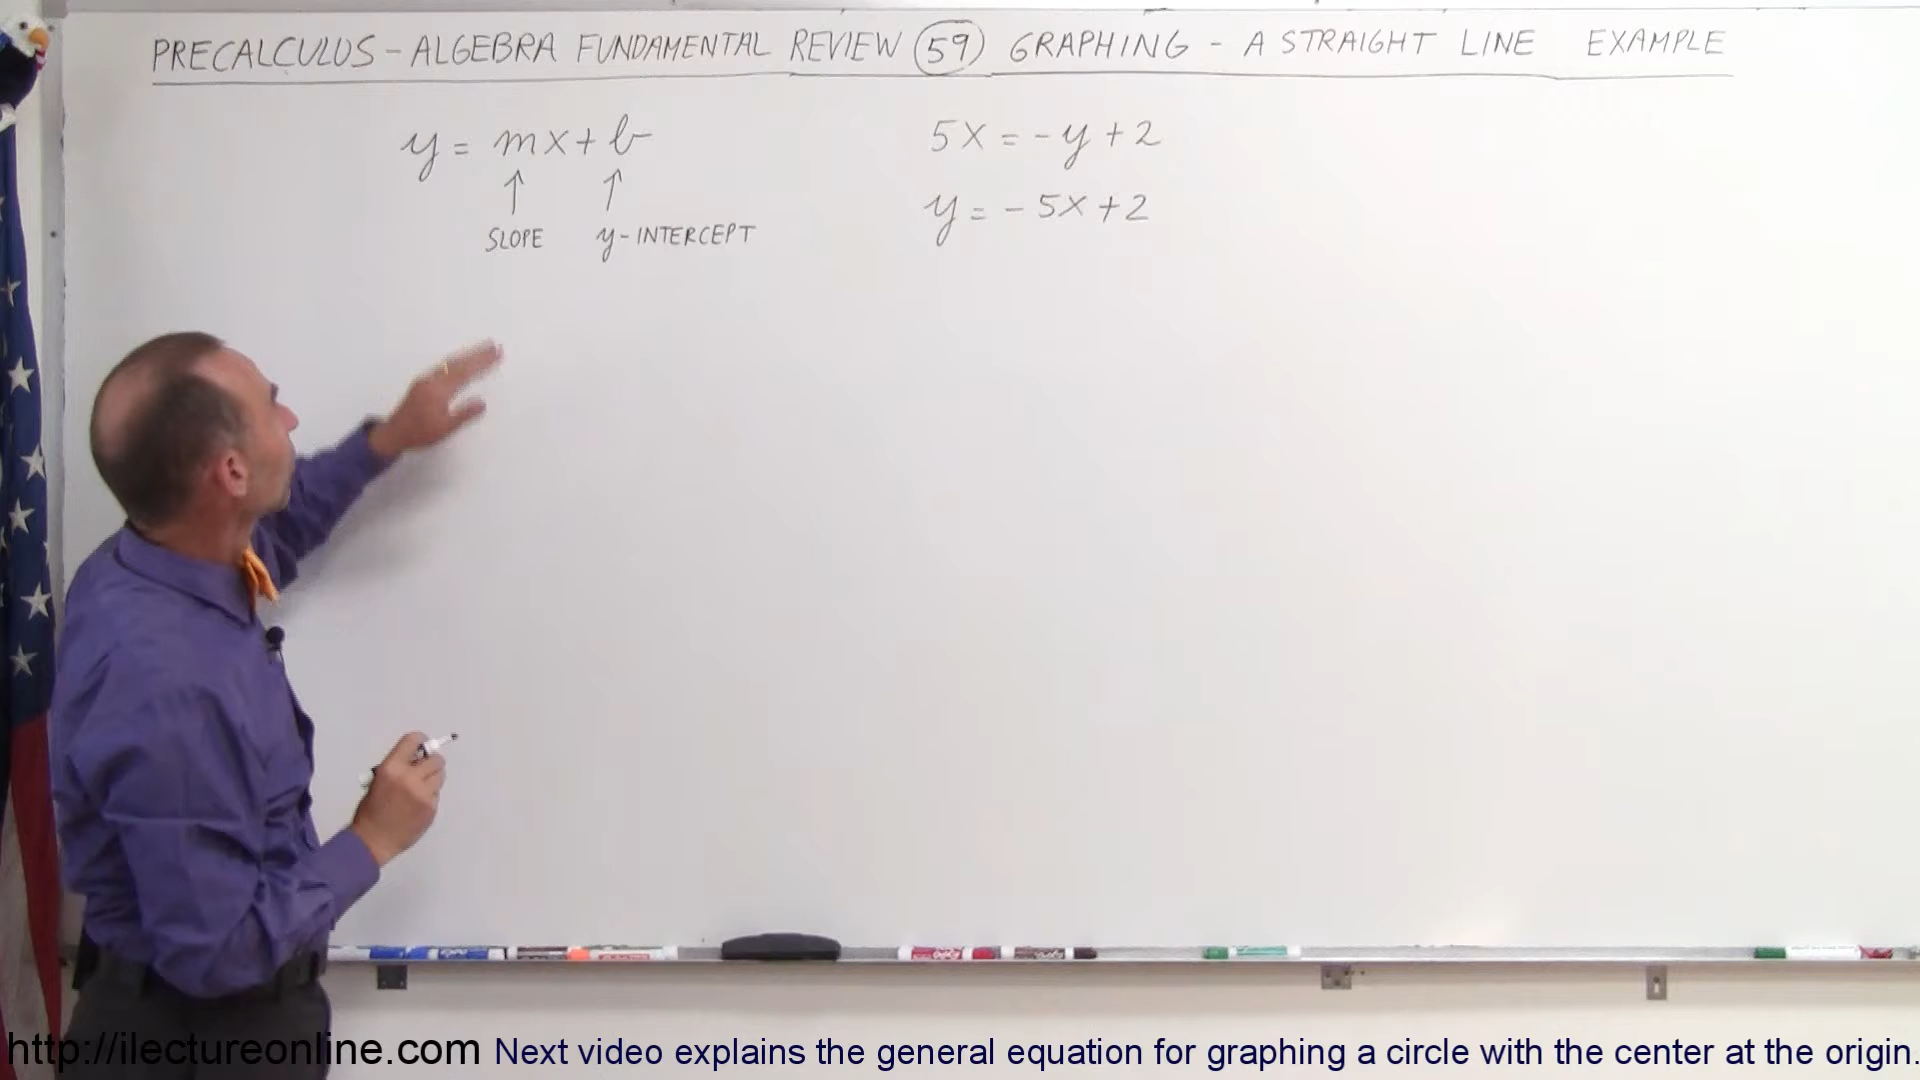 PRECALCULUS - ALGEBRA FUNDAMENTAL REVIEW 59 GRAPHING - A STRAIGHT LINE EXAMPLE
y = mx + b
↑ ↑
SLOPE y-INTERCEPT
5X = -y + 2
y = - 5X + 2
http://ilectureonline.com Next video explains the general equation for graphing a circle with the center at the origin.